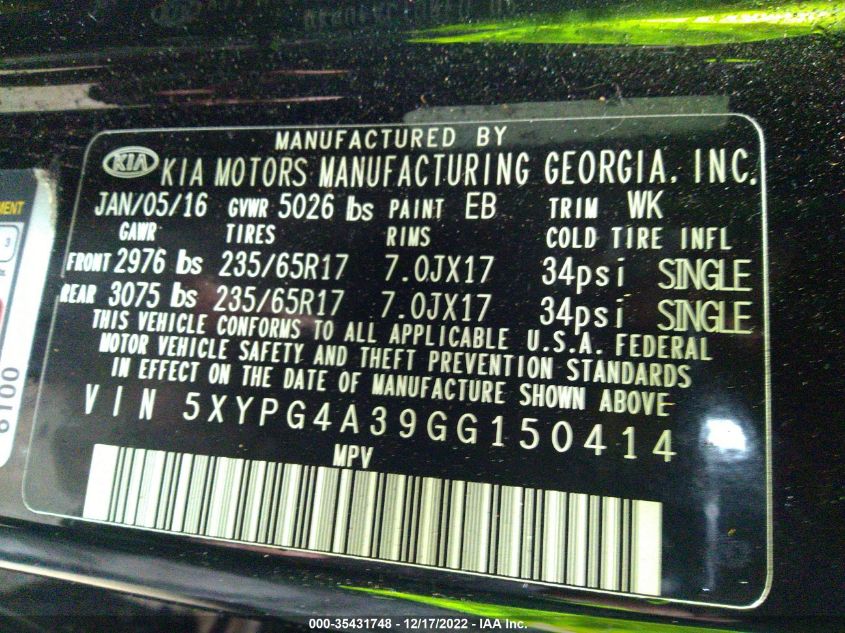 MANUFACTURED BY
KIA KIA MOTORS MANUFACTURING GEORGIA. INC.
JAN/05/16 GVWR 5026 lbs PAINT EB TRIM WK
GAWR TIRES RIMS COLD TIRE INFL
FRONT 2976 lbs 235/65R17 7.0JX17 34psi SINGLE
REAR 3075 lbs 235/65R17 7.0JX17 34psi SINGLE
THIS VEHICLE CONFORMS TO ALL APPLICABLE U.S.A. FEDERAL
MOTOR VEHICLE SAFETY AND THEFT PREVENTION STANDARDS
IN EFFECT ON THE DATE OF MANUFACTURE SHOWN ABOVE
VIN 5XYPG4A39GG150414
MPV
000-35431748 - 12/17/2022 - IAA Inc.